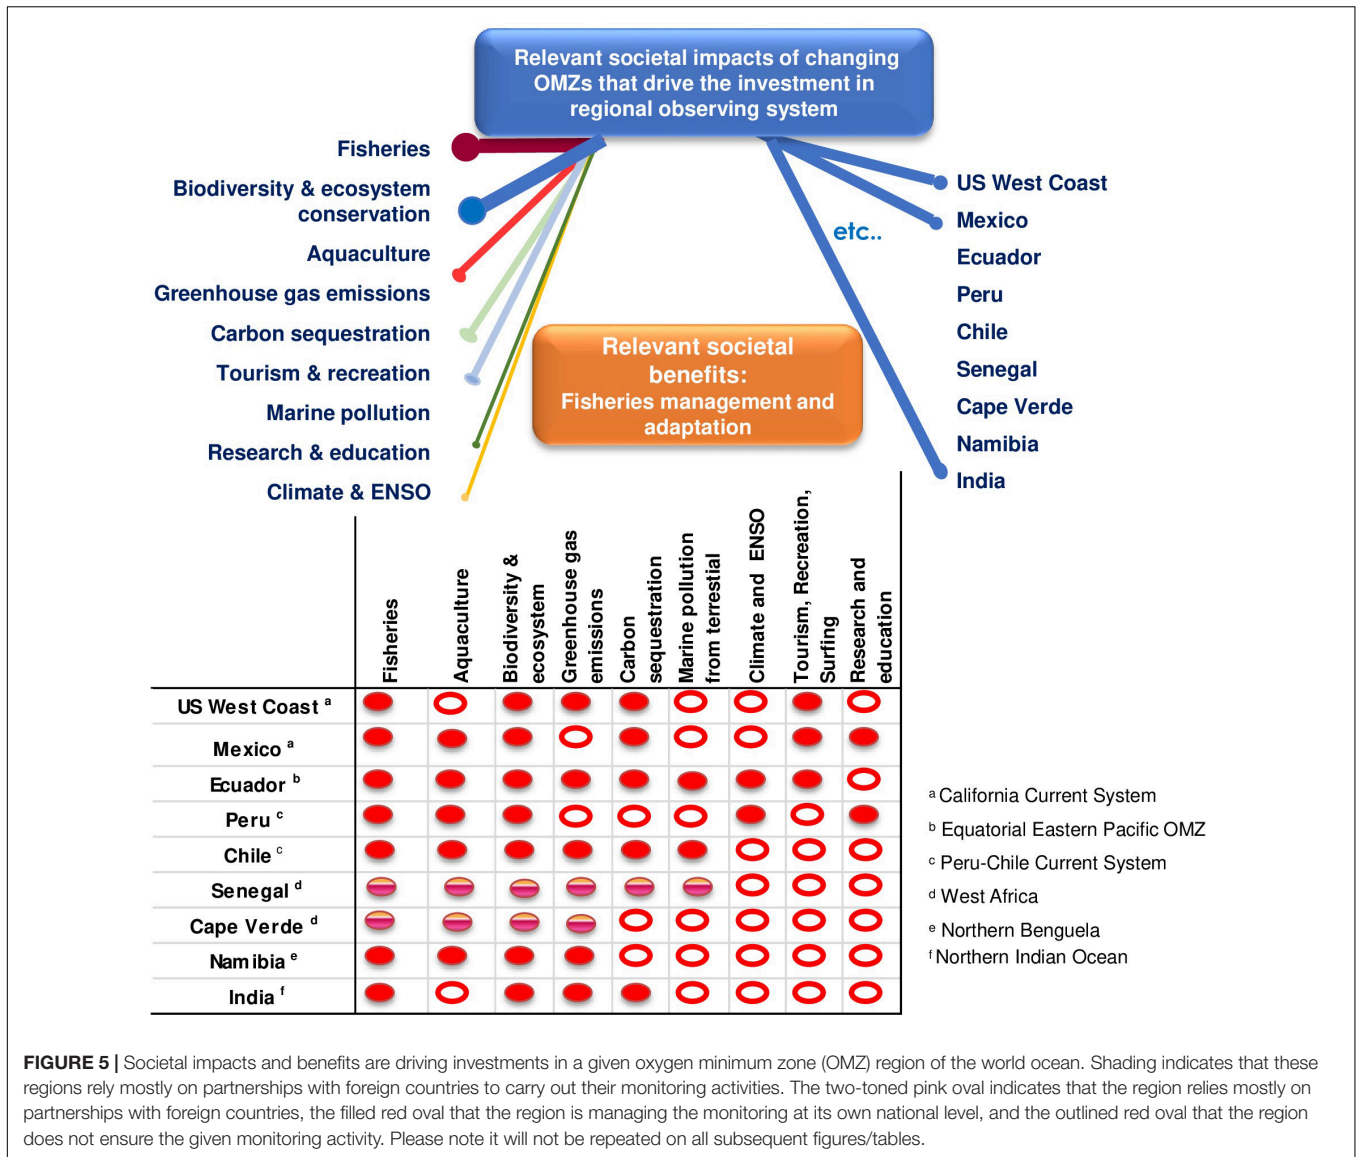 Relevant societal impacts of changing
OMZs that drive the investment in
regional observing system
Fisheries
Biodiversity & ecosystem
conservation
Aquaculture
Greenhouse gas emissions
Carbon sequestration
Tourism & recreation
Marine pollution
Research & education
Climate & ENSO
etc..
US West Coast
Mexico
Ecuador
Peru
Chile
Senegal
Cape Verde
Namibia
India
Relevant societal
benefits:
Fisheries management and
adaptation
Fisheries
Aquaculture
Biodiversity &
ecosystem
Greenhouse gas
emissions
Carbon
sequestration
Marine pollution
from terrestial
Climate and ENSO
Tourism, Recreation,
Surfing
Research and
education
US West Coast a
Mexico a
Ecuador b
Peru c
Chile c
Senegal d
Cape Verde d
Namibia e
India f
a California Current System
b Equatorial Eastern Pacific OMZ
c Peru-Chile Current System
d West Africa
e Northern Benguela
f Northern Indian Ocean
FIGURE 5 | Societal impacts and benefits are driving investments in a given oxygen minimum zone (OMZ) region of the world ocean. Shading indicates that these
regions rely mostly on partnerships with foreign countries to carry out their monitoring activities. The two-toned pink oval indicates that the region relies mostly on
partnerships with foreign countries, the filled red oval that the region is managing the monitoring at its own national level, and the outlined red oval that the region
does not ensure the given monitoring activity. Please note it will not be repeated on all subsequent figures/tables.